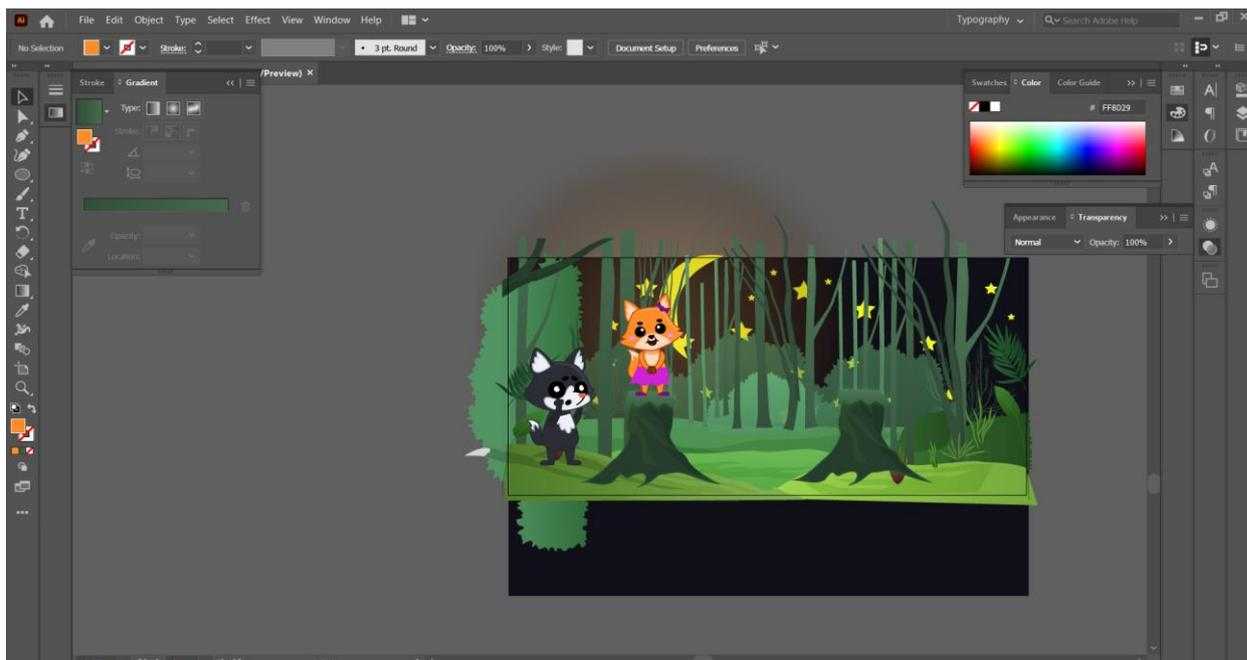 Ai File Edit Object Type Select Effect View Window Help Typography Search Adobe Help
No Selection Stroke: 3 pt. Round Opacity: 100% Style: Document Setup Preferences
/Preview) ×
Stroke Gradient
Type:
Stroke:
Opacity:
Location:
Swatches Color Color Guide
# FF8D29
Appearance Transparency
Normal Opacity: 100%